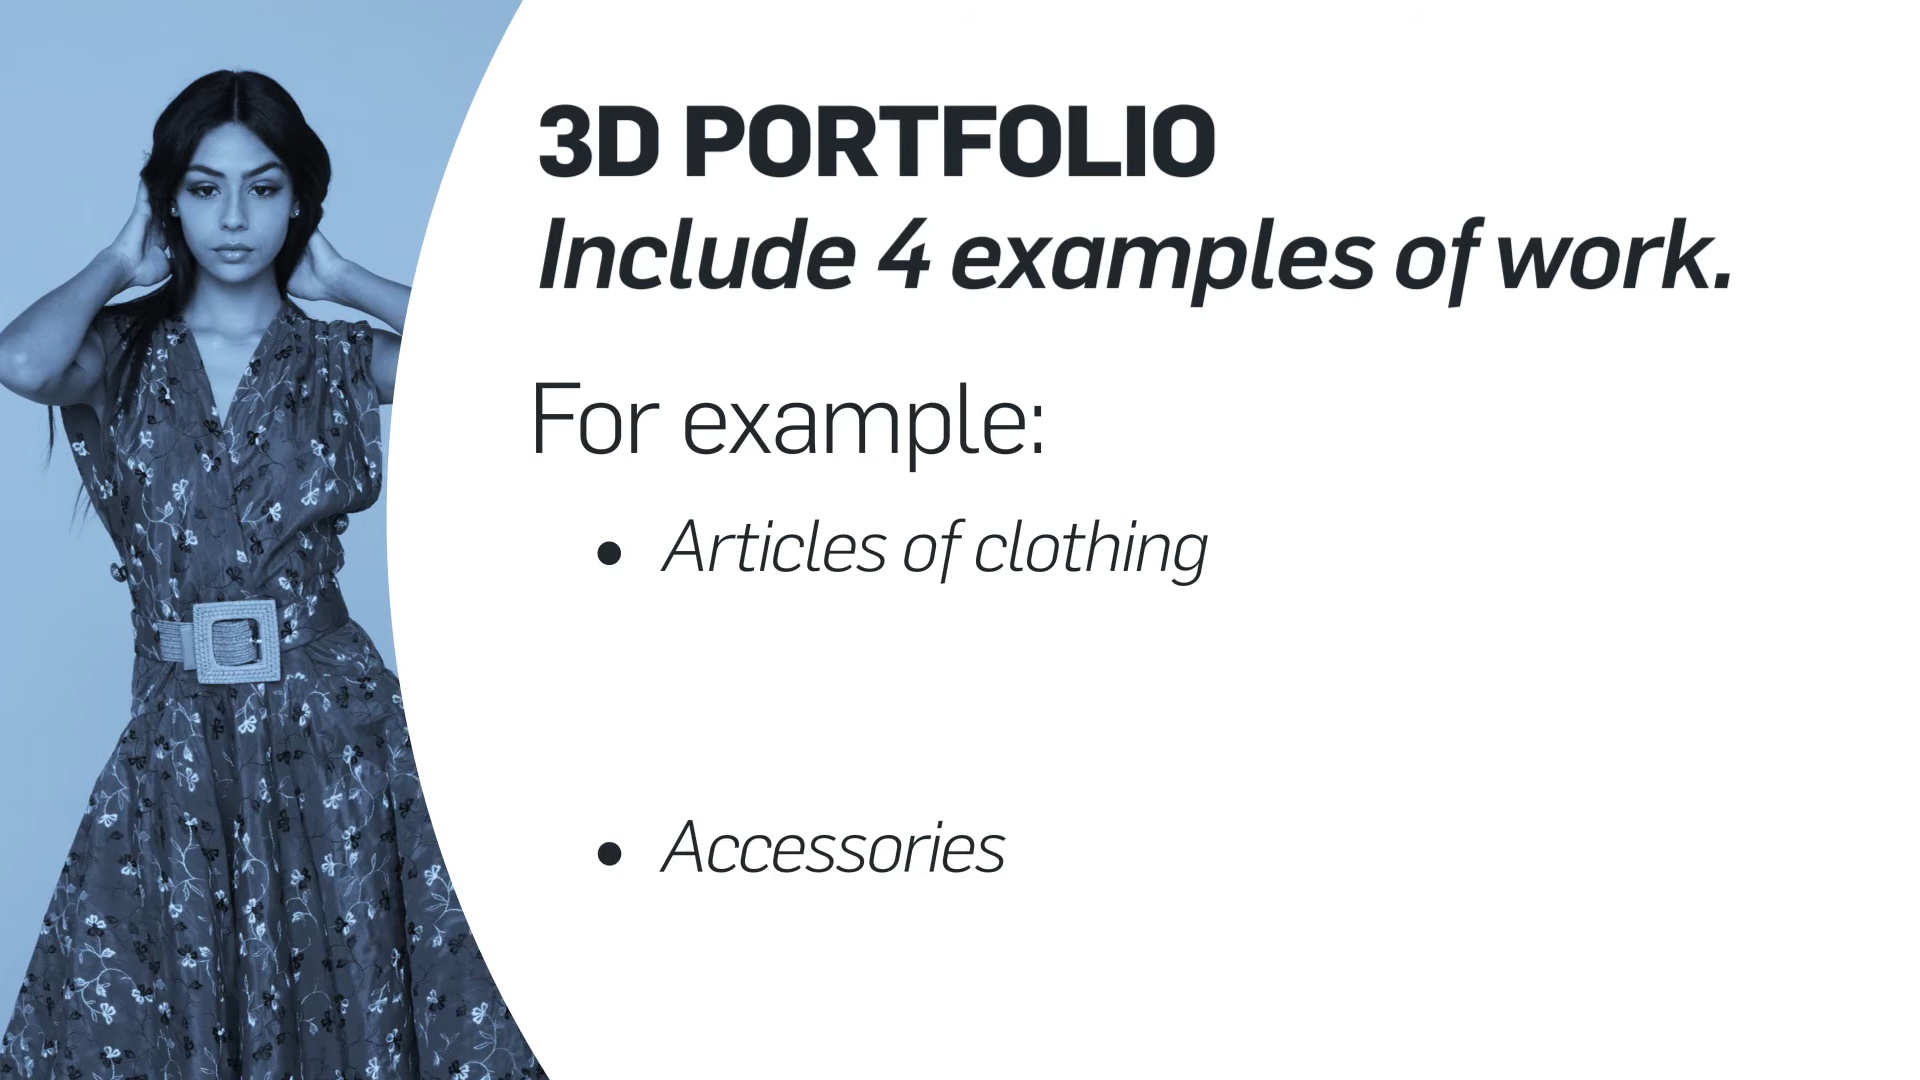 3D PORTFOLIO
Include 4 examples of work.
For example:
• Articles of clothing
• Accessories